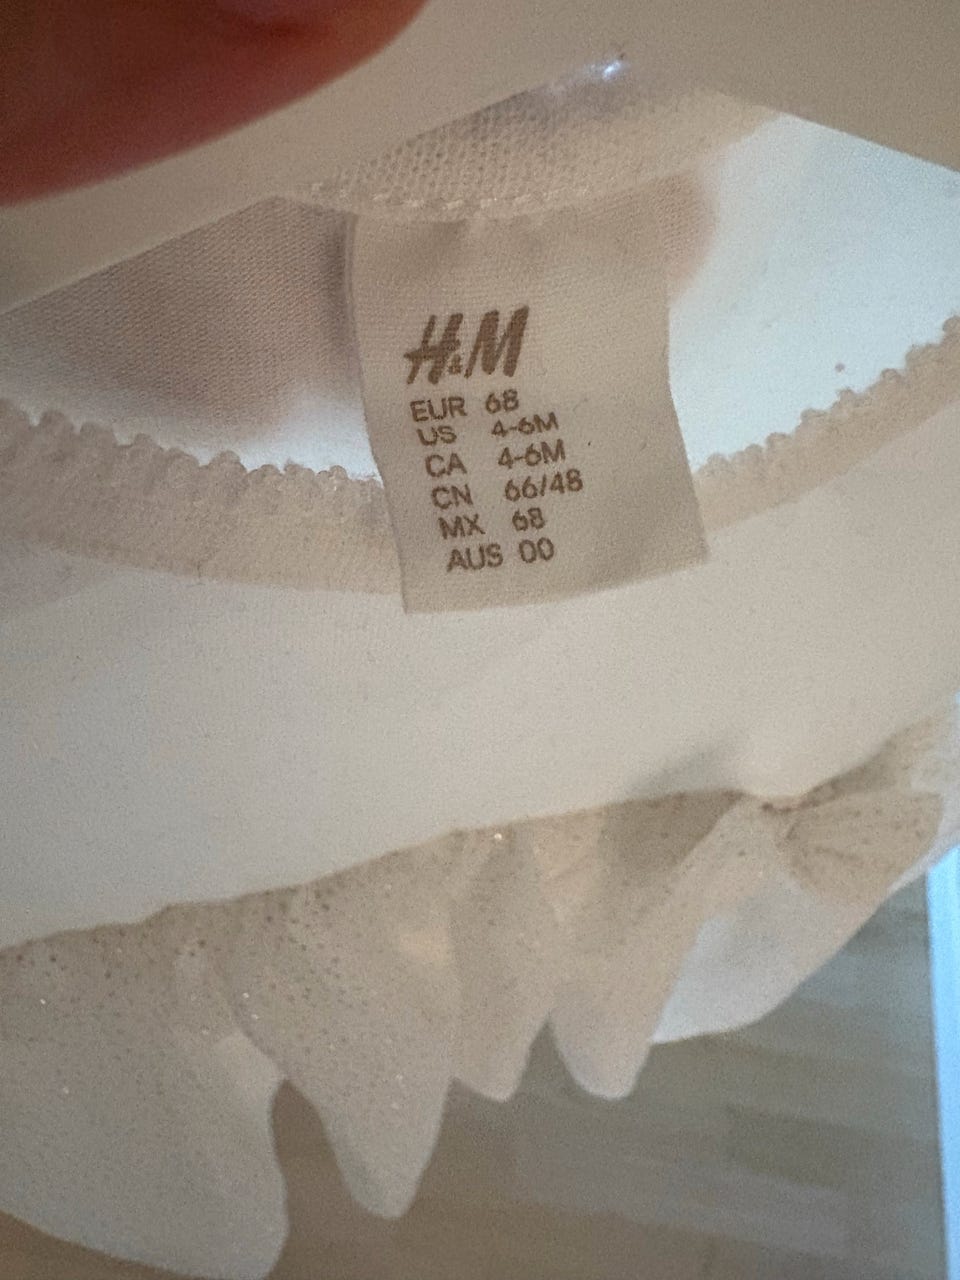 H&M
EUR 68
US 4-6M
CA 4-6M
CN 66/48
MX 68
AUS 00